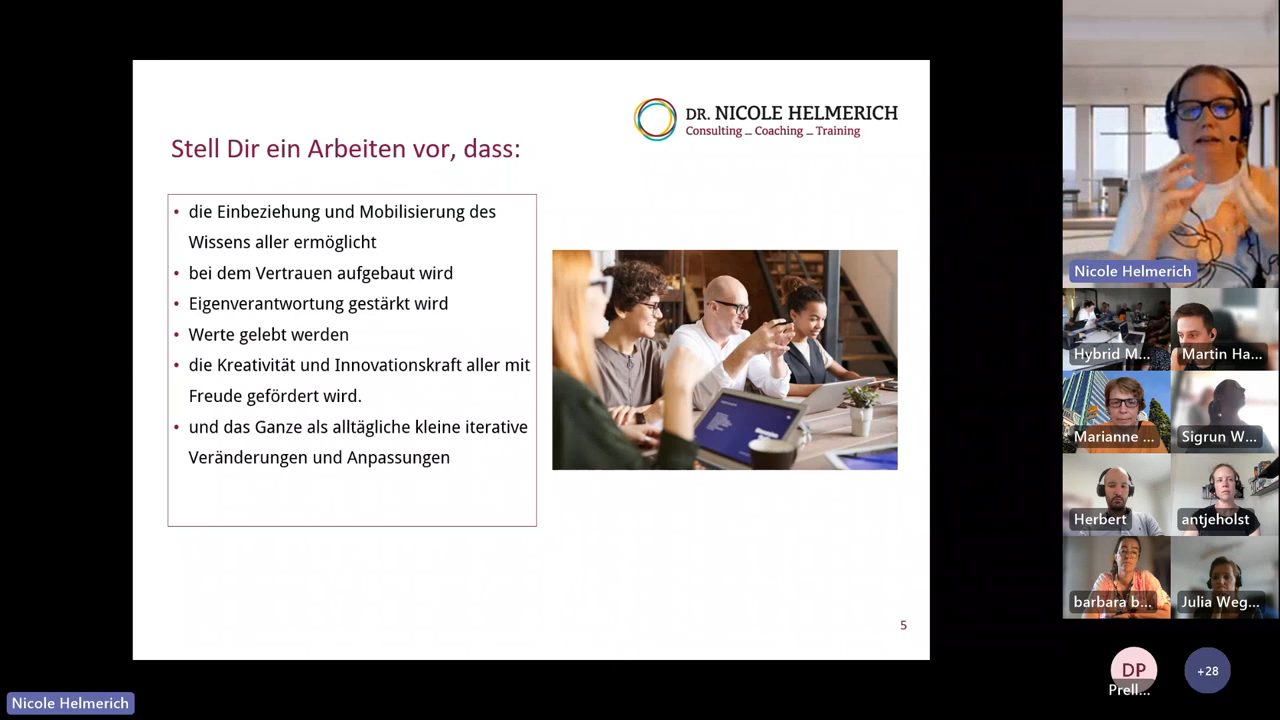 DR. NICOLE HELMERICH
Consulting _ Coaching _ Training
Stell Dir ein Arbeiten vor, dass:
• die Einbeziehung und Mobilisierung des
Wissens aller ermöglicht
• bei dem Vertrauen aufgebaut wird
• Eigenverantwortung gestärkt wird
• Werte gelebt werden
• die Kreativität und Innovationskraft aller mit
Freude gefördert wird.
• und das Ganze als alltägliche kleine iterative
Veränderungen und Anpassungen
5
Nicole Helmerich
Nicole Helmerich
Hybrid M...
Martin Ha...
Marianne ...
Sigrun W...
Herbert
antjeholst
barbara b...
Julia Weg...
DP
Prell...
+28